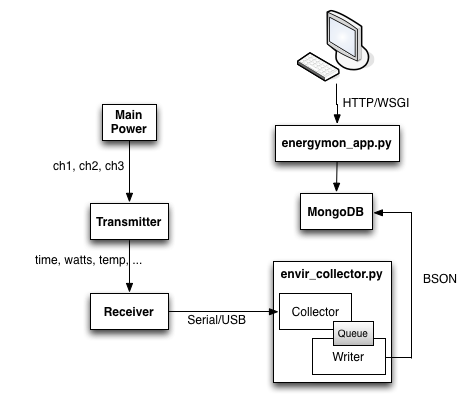 HTTP/WSGI
Main
Power
energymon_app.py
ch1, ch2, ch3
Transmitter
MongoDB
time, watts, temp, ...
envir_collector.py
BSON
Receiver
Serial/USB
Collector
Queue
Writer